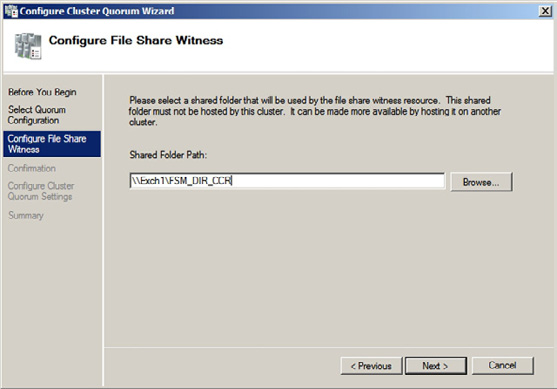 Configure Cluster Quorum Wizard
Configure File Share Witness
Before You Begin
Select Quorum
Configuration
Configure File Share
Witness
Confirmation
Configure Cluster
Quorum Settings
Summary
Please select a shared folder that will be used by the file share witness resource. This shared
folder must not be hosted by this cluster. It can be made more available by hosting it on another
cluster.
Shared Folder Path:
\\Exch1\FSM_DIR_CCR
Browse...
< Previous
Next >
Cancel